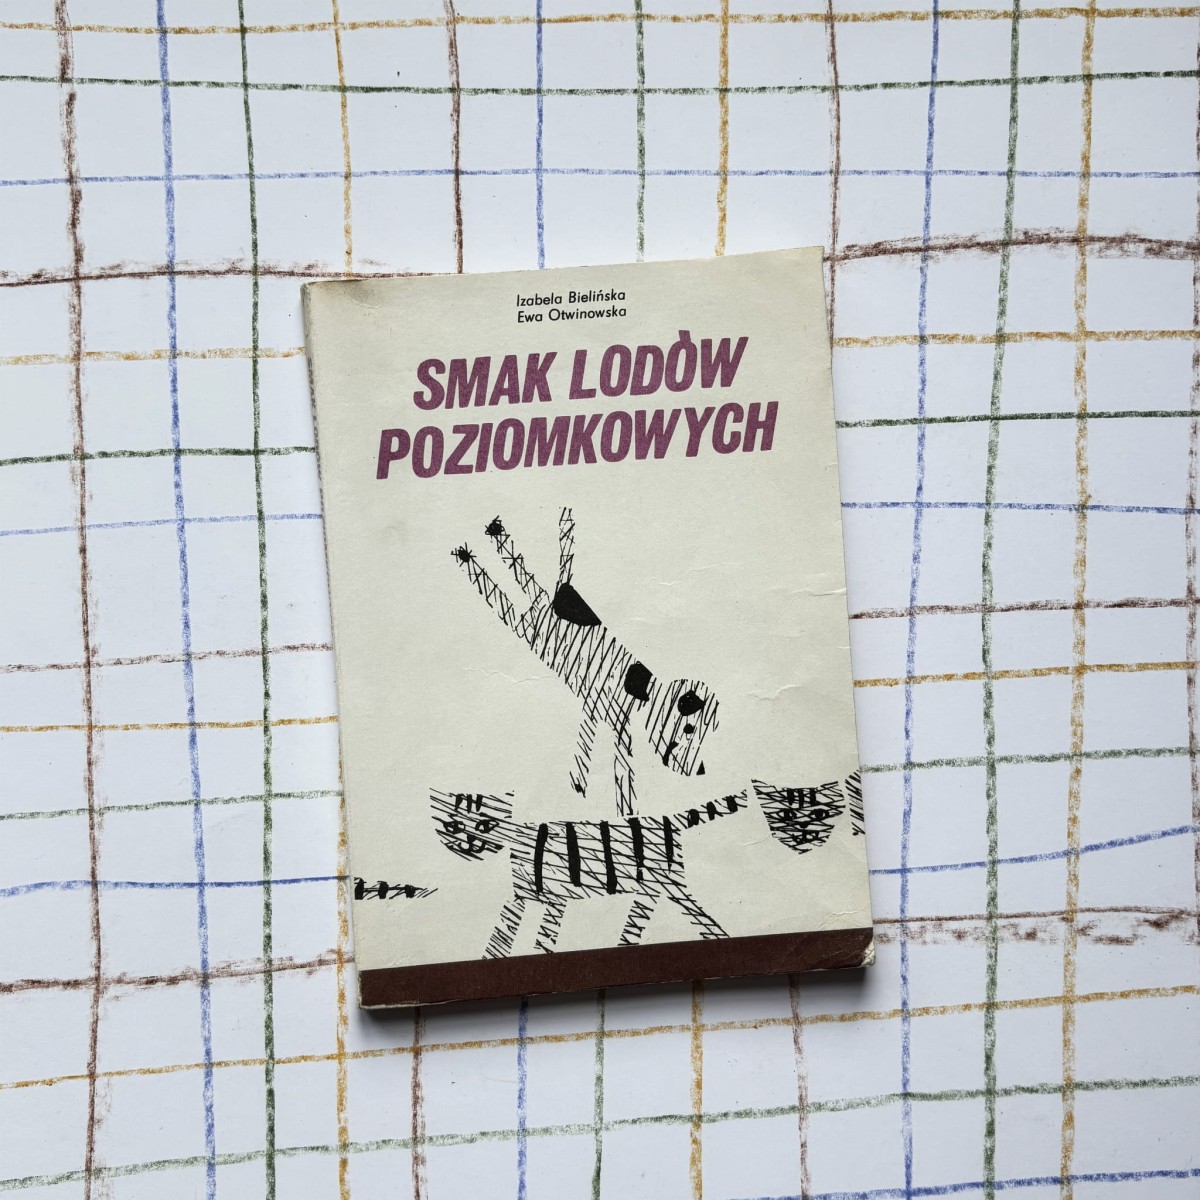 Izabela Bielińska
Ewa Otwinowska
SMAK LODÓW
POZIOMKOWYCH